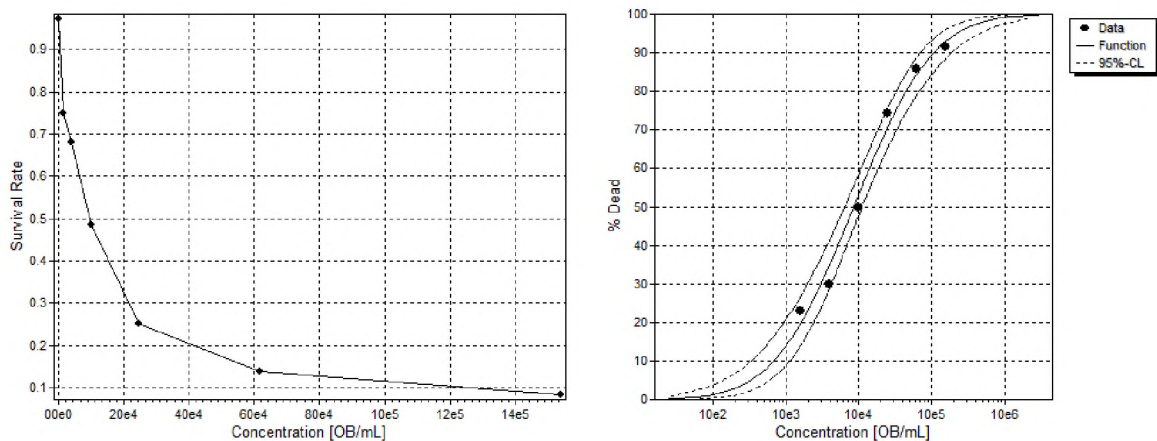 0.9
0.8
0.7
0.6
0.5
0.4
0.3
0.2
0.1
Survival Rate
00e0 20e4 40e4 60e4 80e4 10e5 12e5 14e5
Concentration [OB/mL]
100
90
80
70
60
50
40
30
20
10
0
% Dead
10e2 10e3 10e4 10e5 10e6
Concentration [OB/mL]
Data
Function
95%-CL